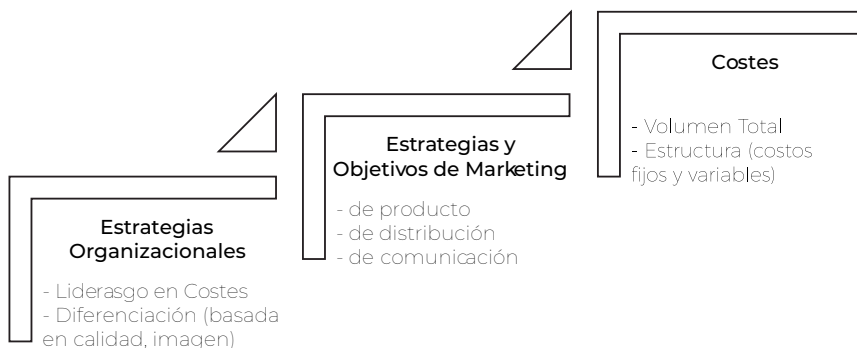 Estrategias
Organizacionales
- Liderasgo en Costes
- Diferenciación (basada
en calidad, imagen)
Estrategias y
Objetivos de Marketing
- de producto
- de distribución
- de comunicación
Costes
- Volumen Total
- Estructura (costos
fijos y variables)